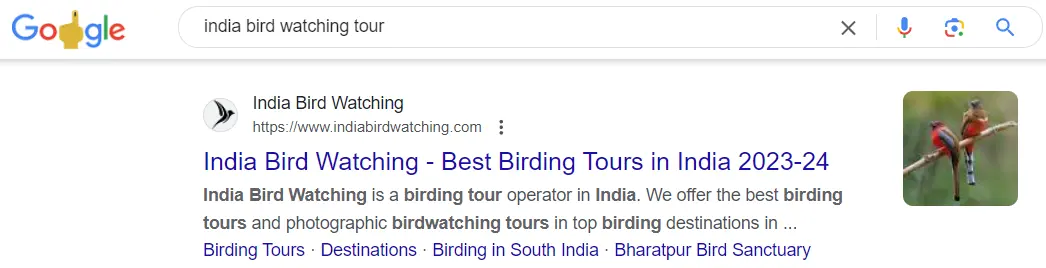 Google
india bird watching tour
India Bird Watching
https://www.indiabirdwatching.com
India Bird Watching - Best Birding Tours in India 2023-24
India Bird Watching is a birding tour operator in India. We offer the best birding
tours and photographic birdwatching tours in top birding destinations in ...
Birding Tours · Destinations · Birding in South India · Bharatpur Bird Sanctuary